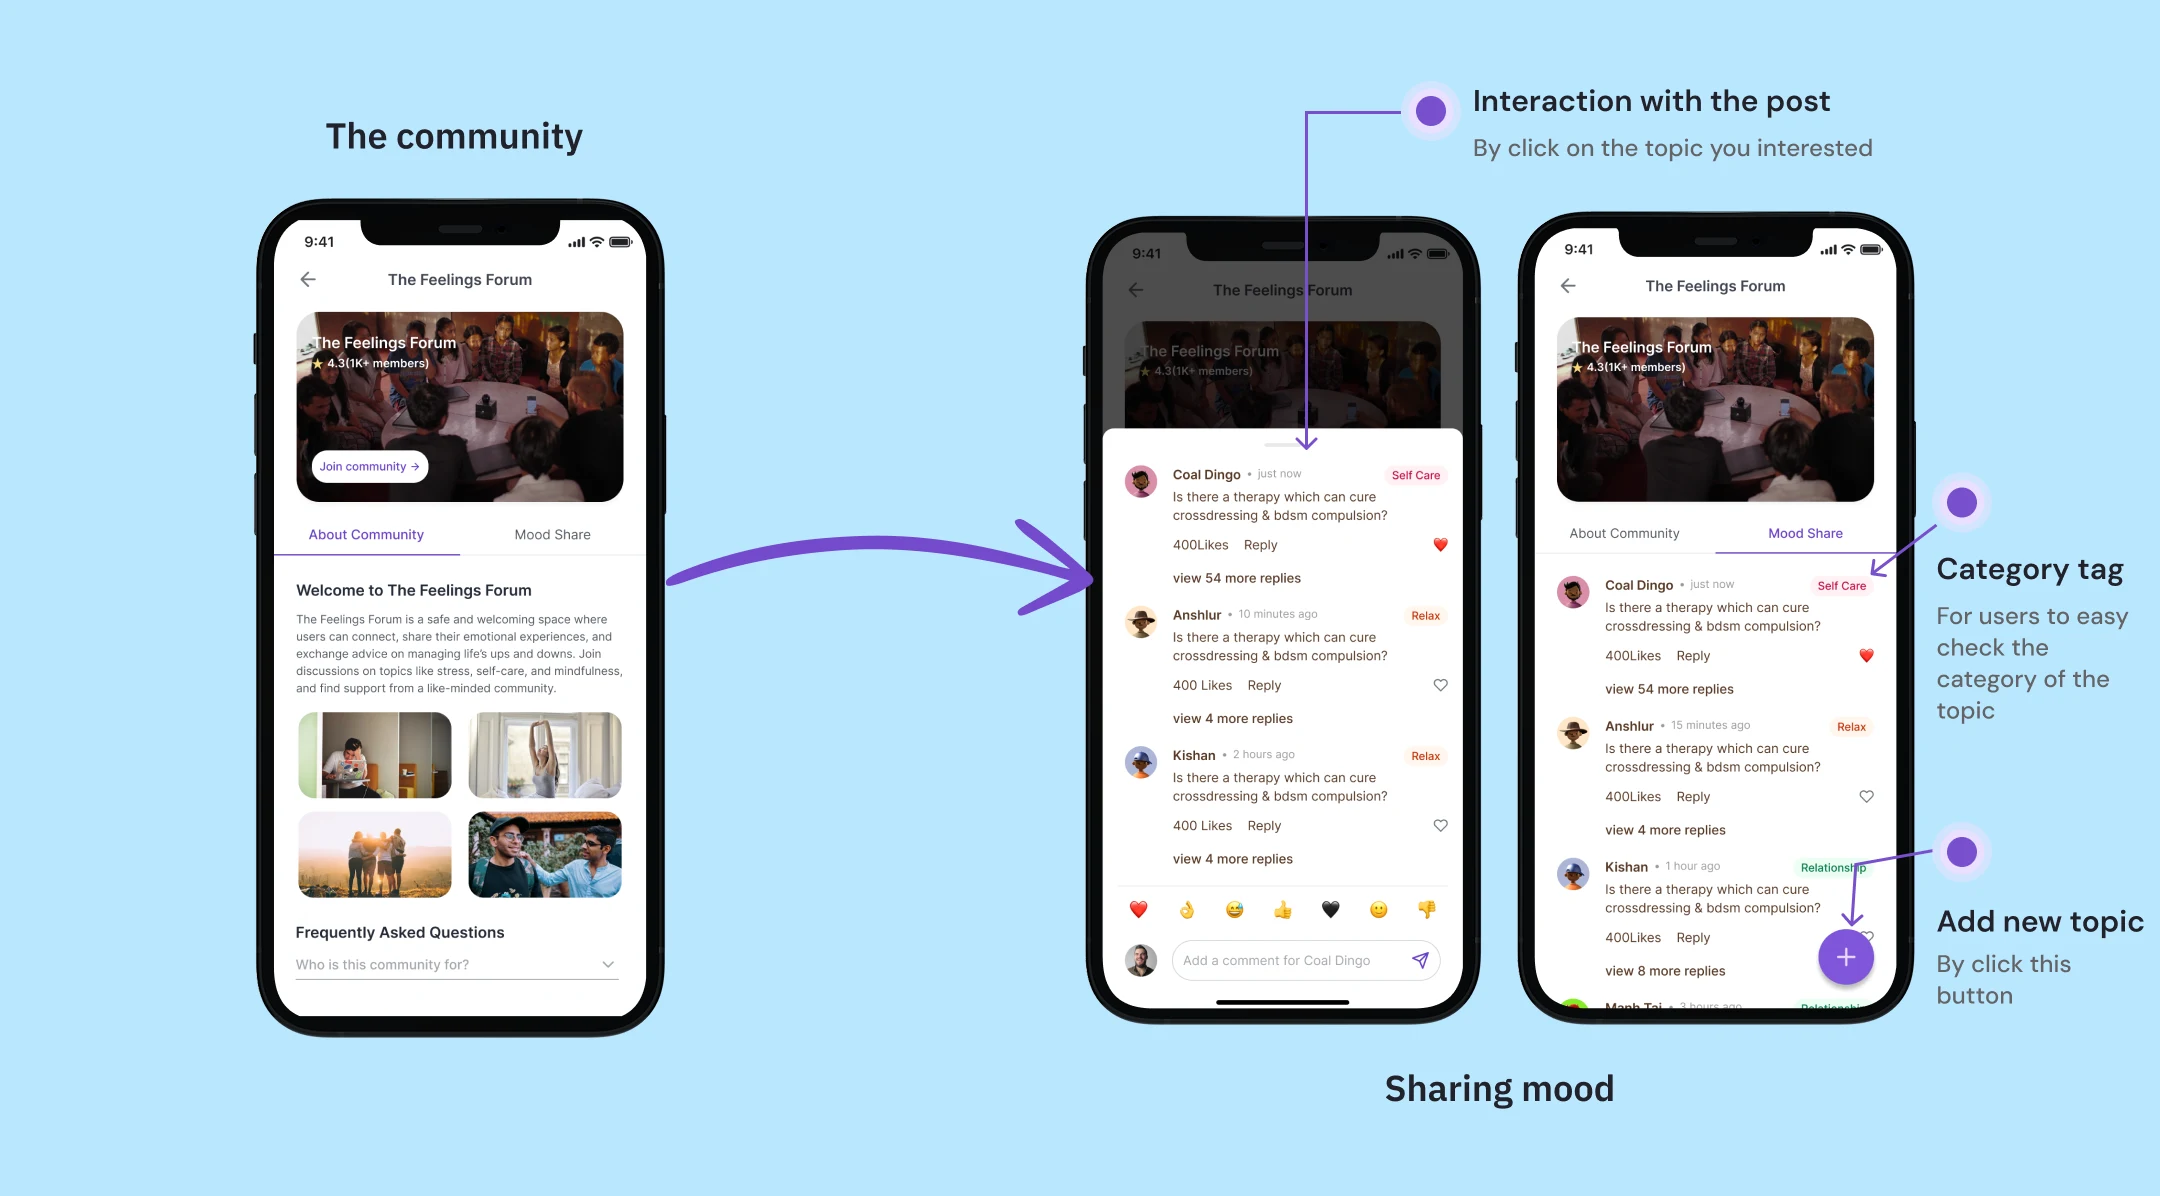 The community
9:41
The Feelings Forum
The Feelings Forum
4.3(1K+ members)
Join community →
About Community
Mood Share
Welcome to The Feelings Forum
The Feelings Forum is a safe and welcoming space where
users can connect, share their emotional experiences, and
exchange advice on managing life's ups and downs. Join
discussions on topics like stress, self-care, and mindfulness,
and find support from a like-minded community.
Frequently Asked Questions
Who is this community for?
Interaction with the post
By click on the topic you interested
9:41
The Feelings Forum
The Feelings Forum
4.3(1K+ members)
Coal Dingo • just now
Self Care
Is there a therapy which can cure
crossdressing & bdsm compulsion?
400Likes Reply
view 54 more replies
Anshlur • 10 minutes ago
Relax
Is there a therapy which can cure
crossdressing & bdsm compulsion?
400 Likes Reply
view 4 more replies
Kishan • 2 hours ago
Relax
Is there a therapy which can cure
crossdressing & bdsm compulsion?
400 Likes Reply
view 4 more replies
Add a comment for Coal Dingo
9:41
The Feelings Forum
The Feelings Forum
4.3(1K+ members)
About Community
Mood Share
Coal Dingo • just now
Self Care
Is there a therapy which can cure
crossdressing & bdsm compulsion?
400Likes Reply
view 54 more replies
Anshlur • 15 minutes ago
Relax
Is there a therapy which can cure
crossdressing & bdsm compulsion?
400Likes Reply
view 4 more replies
Kishan • 1 hour ago
Relationship
Is there a therapy which can cure
crossdressing & bdsm compulsion?
400Likes Reply
view 8 more replies
Manh Tai • 3 hours ago
Relationship
Category tag
For users to easy
check the
category of the
topic
Add new topic
By click this
button
Sharing mood